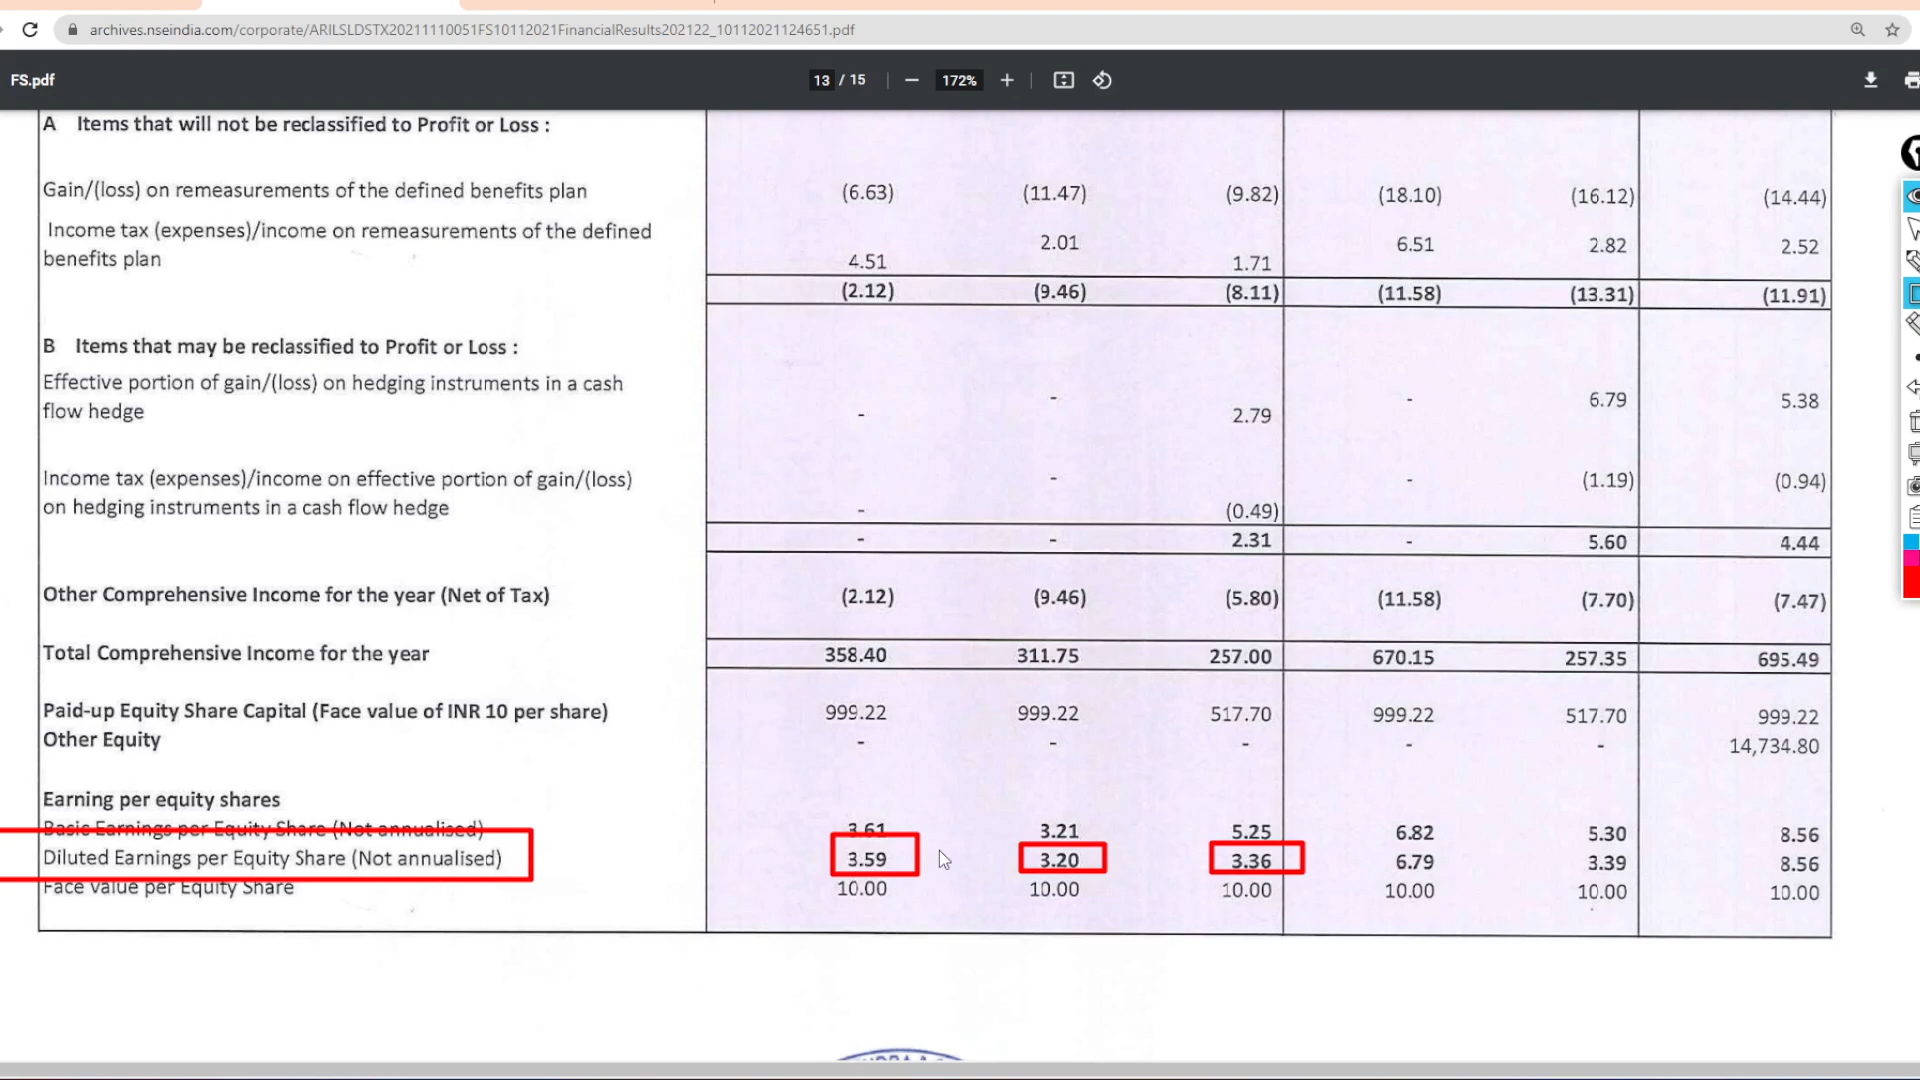 archives.nseindia.com/corporate/ARILSLDSTX20211110051FS10112021FinancialResults202122_10112021124651.pdf
FS.pdf
13 / 15
172%
A Items that will not be reclassified to Profit or Loss :
Gain/(loss) on remeasurements of the defined benefits plan (6.63) (11.47) (9.82) (18.10) (16.12) (14.44)
Income tax (expenses)/income on remeasurements of the defined
benefits plan 4.51 2.01 1.71 6.51 2.82 2.52
(2.12) (9.46) (8.11) (11.58) (13.31) (11.91)
B Items that may be reclassified to Profit or Loss :
Effective portion of gain/(loss) on hedging instruments in a cash
flow hedge - - 2.79 - 6.79 5.38
Income tax (expenses)/income on effective portion of gain/(loss)
on hedging instruments in a cash flow hedge - - (0.49) - (1.19) (0.94)
- - 2.31 - 5.60 4.44
Other Comprehensive Income for the year (Net of Tax) (2.12) (9.46) (5.80) (11.58) (7.70) (7.47)
Total Comprehensive Income for the year 358.40 311.75 257.00 670.15 257.35 695.49
Paid-up Equity Share Capital (Face value of INR 10 per share) 999.22 999.22 517.70 999.22 517.70 999.22
Other Equity - - - - - 14,734.80
Earning per equity shares
Basic Earnings per Equity Share (Not annualised) 3.61 3.21 5.25 6.82 5.30 8.56
Diluted Earnings per Equity Share (Not annualised) 3.59 3.20 3.36 6.79 3.39 8.56
Face value per Equity Share 10.00 10.00 10.00 10.00 10.00 10.00